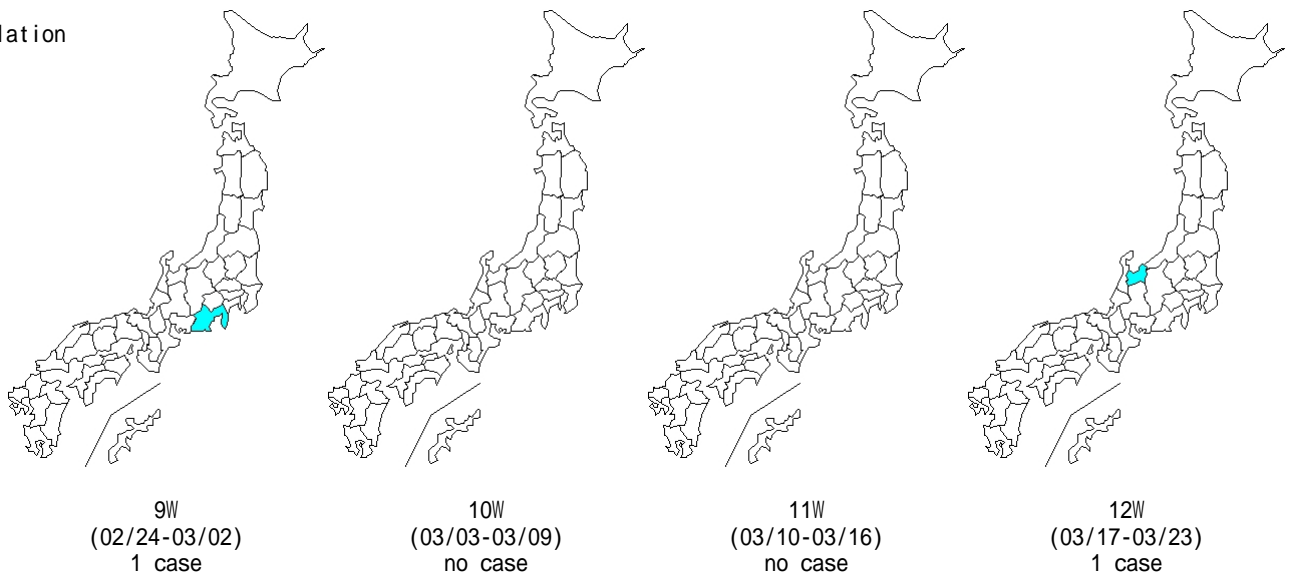 lation
9W
(02/24-03/02)
1 case
10W
(03/03-03/09)
no case
11W
(03/10-03/16)
no case
12W
(03/17-03/23)
1 case